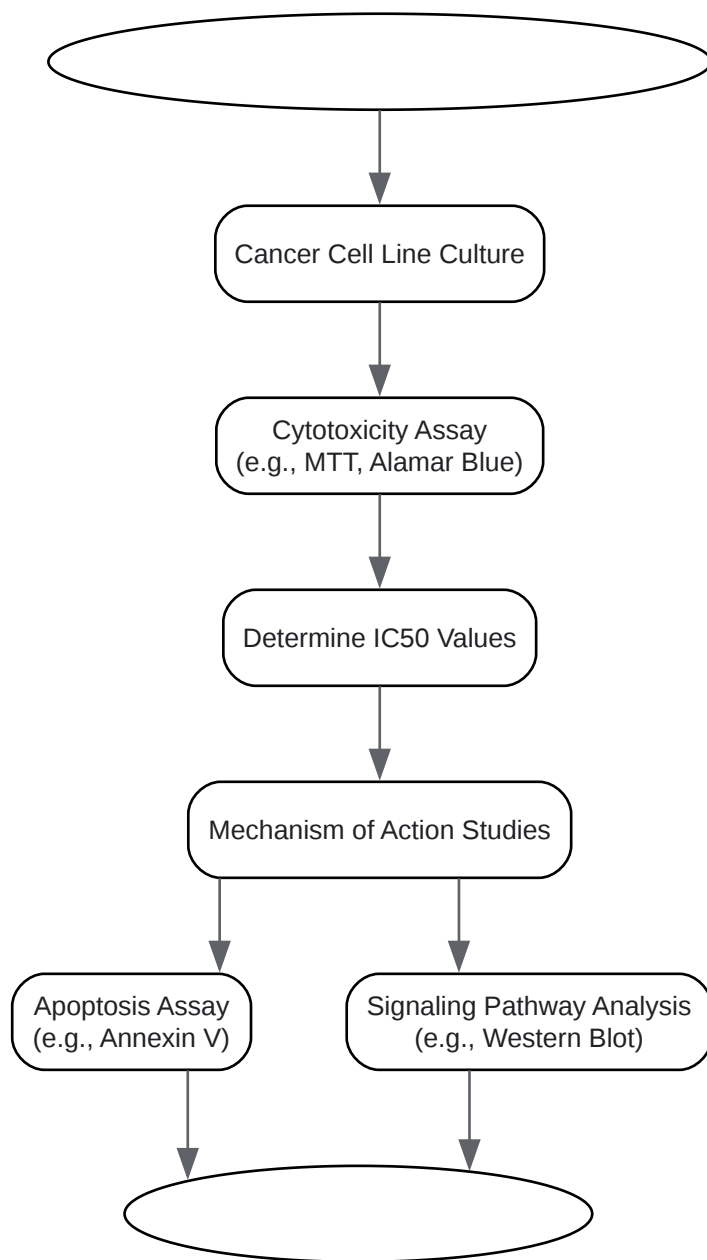 Cancer Cell Line Culture
Cytotoxicity Assay
(e.g., MTT, Alamar Blue)
Determine IC50 Values
Mechanism of Action Studies
Apoptosis Assay
(e.g., Annexin V)
Signaling Pathway Analysis
(e.g., Western Blot)